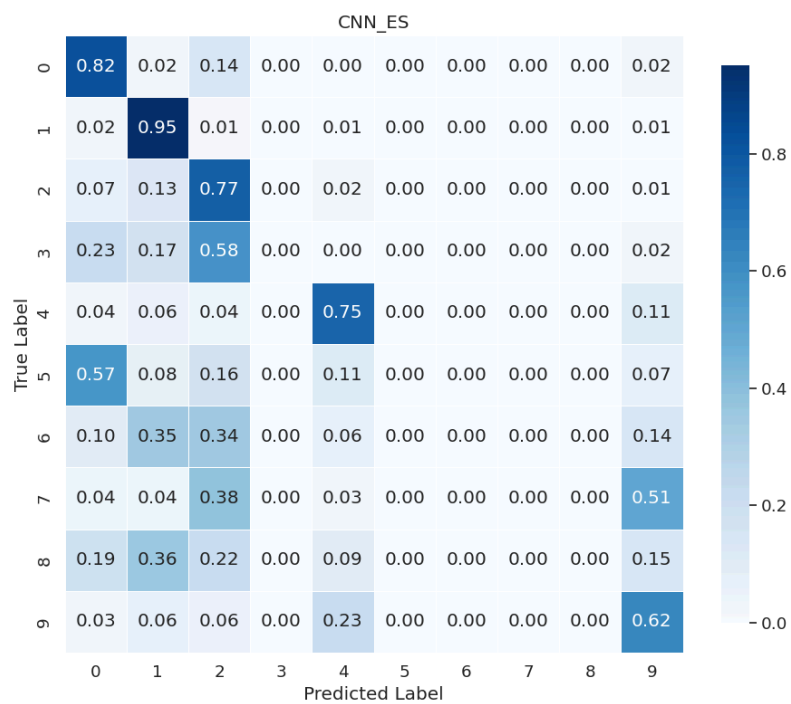 CNN_ES
0 0.82 0.02 0.14 0.00 0.00 0.00 0.00 0.00 0.00 0.02
1 0.02 0.95 0.01 0.00 0.01 0.00 0.00 0.00 0.00 0.01
2 0.07 0.13 0.77 0.00 0.02 0.00 0.00 0.00 0.00 0.01
3 0.23 0.17 0.58 0.00 0.00 0.00 0.00 0.00 0.00 0.02
4 0.04 0.06 0.04 0.00 0.75 0.00 0.00 0.00 0.00 0.11
5 0.57 0.08 0.16 0.00 0.11 0.00 0.00 0.00 0.00 0.07
6 0.10 0.35 0.34 0.00 0.06 0.00 0.00 0.00 0.00 0.14
7 0.04 0.04 0.38 0.00 0.03 0.00 0.00 0.00 0.00 0.51
8 0.19 0.36 0.22 0.00 0.09 0.00 0.00 0.00 0.00 0.15
9 0.03 0.06 0.06 0.00 0.23 0.00 0.00 0.00 0.00 0.62
0 1 2 3 4 5 6 7 8 9
Predicted Label
True Label
0.8
0.6
0.4
0.2
0.0